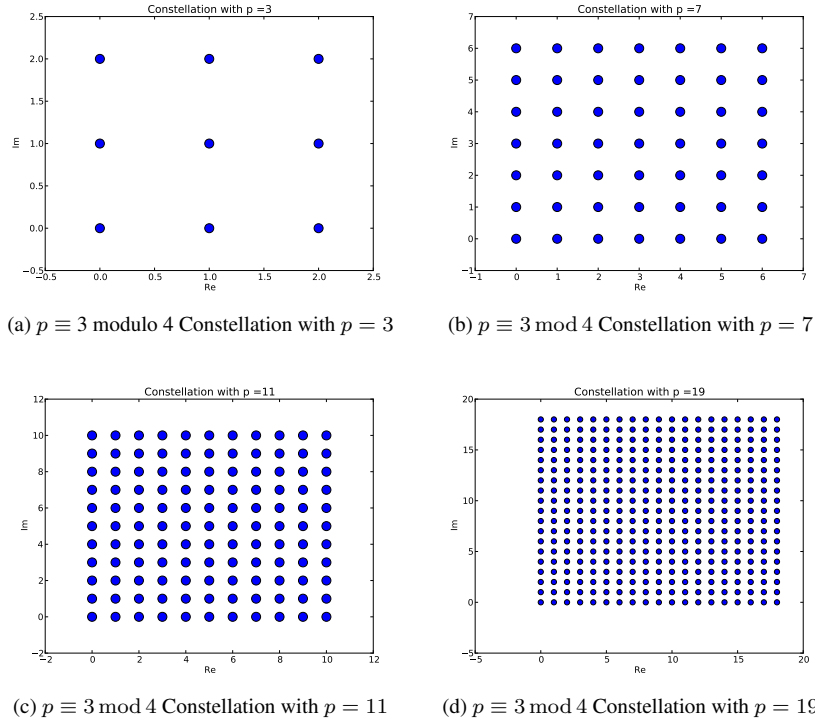 Constellation with p =3
2.5
2.0
1.5
1.0
0.5
0.0
−0.5
Im
−0.5 0.0 0.5 1.0 1.5 2.0 2.5
Re
(a) p ≡ 3 modulo 4 Constellation with p = 3
Constellation with p =7
7
6
5
4
3
2
1
0
−1
Im
−1 0 1 2 3 4 5 6 7
Re
(b) p ≡ 3 mod 4 Constellation with p = 7
Constellation with p =11
12
10
8
6
4
2
0
−2
Im
−2 0 2 4 6 8 10 12
Re
(c) p ≡ 3 mod 4 Constellation with p = 11
Constellation with p =19
20
15
10
5
0
−5
Im
−5 0 5 10 15 20
Re
(d) p ≡ 3 mod 4 Constellation with p = 19